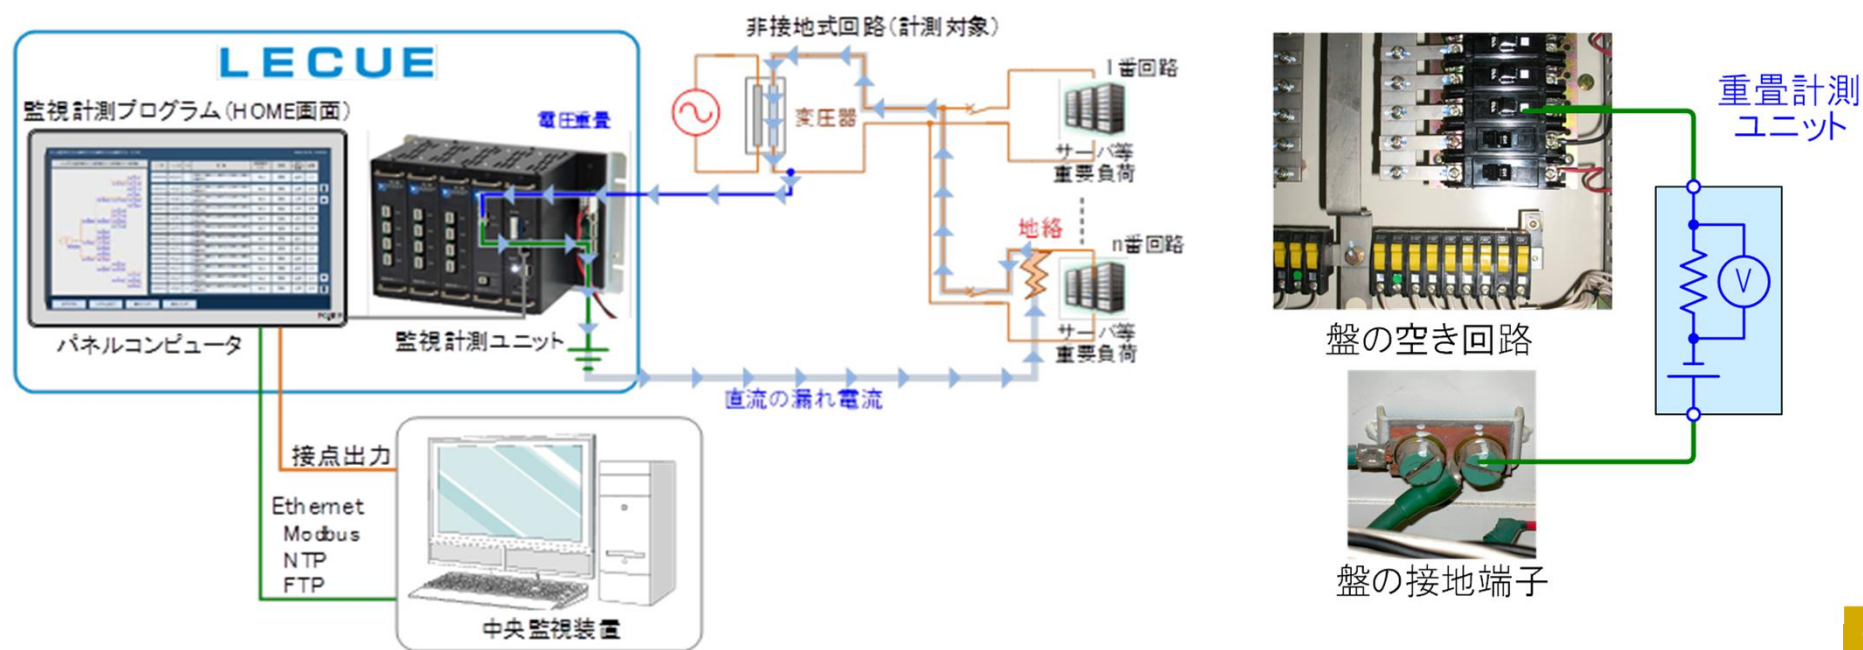 非接地式回路(計測対象)
LECUE
監視計測プログラム(HOME画面)
電圧重畳
変圧器
1番回路
サーバ等
重要負荷
地絡
n番回路
サーバ等
重要負荷
パネルコンピュータ
監視計測ユニット
直流の漏れ電流
接点出力
Ethernet
Modbus
NTP
FTP
中央監視装置
重畳計測
ユニット
V
盤の空き回路
盤の接地端子